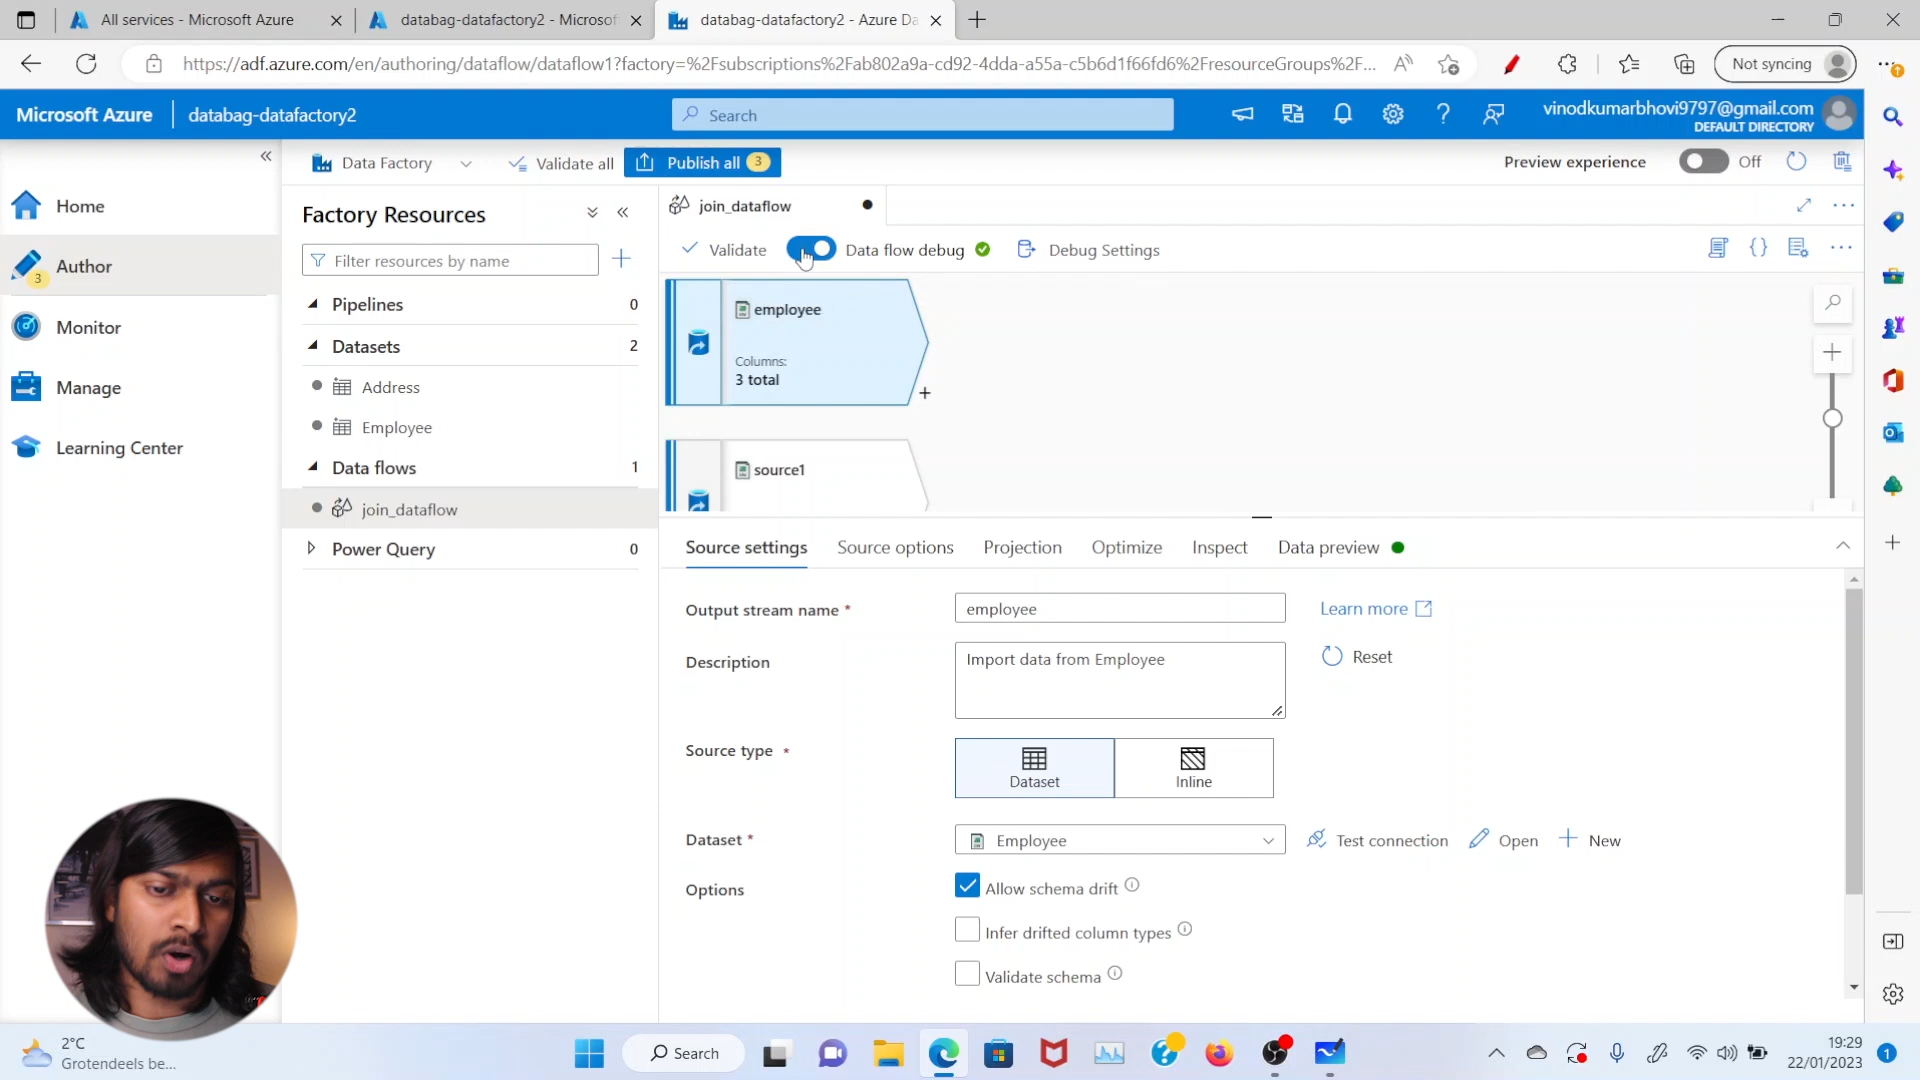 All services - Microsoft Azure
databag-datafactory2 - Microsof
databag-datafactory2 - Azure Da
https://adf.azure.com/en/authoring/dataflow/dataflow1?factory=%2Fsubscriptions%2Fab802a9a-cd92-4dda-a55a-c5b6d1f66fd6%2FresourceGroups%2F...
Not syncing
Microsoft Azure
databag-datafactory2
Search
vinodkumarbhovi9797@gmail.com
DEFAULT DIRECTORY
Data Factory
Validate all
Publish all 3
Preview experience
Off
Home
Author
3
Monitor
Manage
Learning Center
Factory Resources
Filter resources by name
Pipelines 0
Datasets 2
Address
Employee
Data flows 1
join_dataflow
Power Query 0
join_dataflow
Validate
Data flow debug
Debug Settings
employee
Columns:
3 total
source1
Source settings
Source options
Projection
Optimize
Inspect
Data preview
Output stream name *
employee
Learn more
Description
Import data from Employee
Reset
Source type *
Dataset
Inline
Dataset *
Employee
Test connection
Open
New
Options
Allow schema drift
Infer drifted column types
Validate schema
2°C
Grotendeels be...
Search
19:29
22/01/2023
1